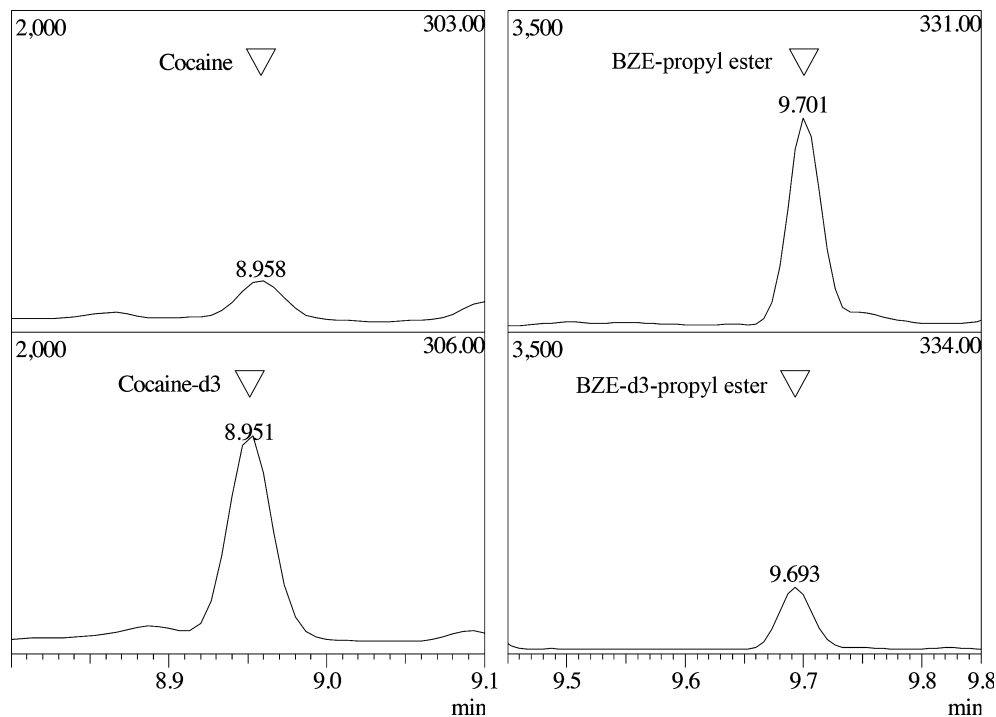 2,000 303.00
Cocaine
8.958
3,500 331.00
BZE-propyl ester
9.701
2,000 306.00
Cocaine-d3
8.951
3,500 334.00
BZE-d3-propyl ester
9.693
8.9 9.0 9.1
min
9.5 9.6 9.7 9.8 9.8
min